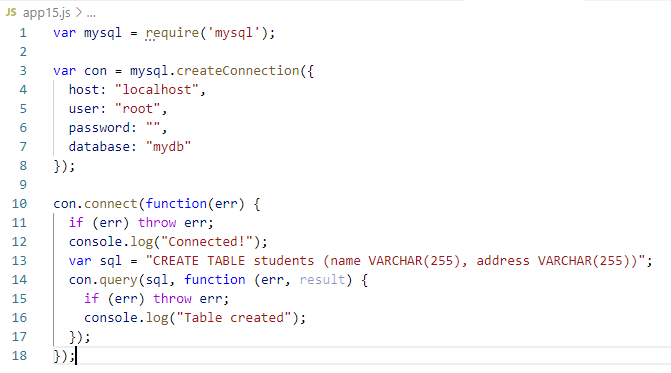 JS app15.js > ...
1 var mysql = require('mysql');
2
3 var con = mysql.createConnection({
4   host: "localhost",
5   user: "root",
6   password: "",
7   database: "mydb"
8 });
9
10 con.connect(function(err) {
11   if (err) throw err;
12   console.log("Connected!");
13   var sql = "CREATE TABLE students (name VARCHAR(255), address VARCHAR(255))";
14   con.query(sql, function (err, result) {
15     if (err) throw err;
16     console.log("Table created");
17   });
18 });